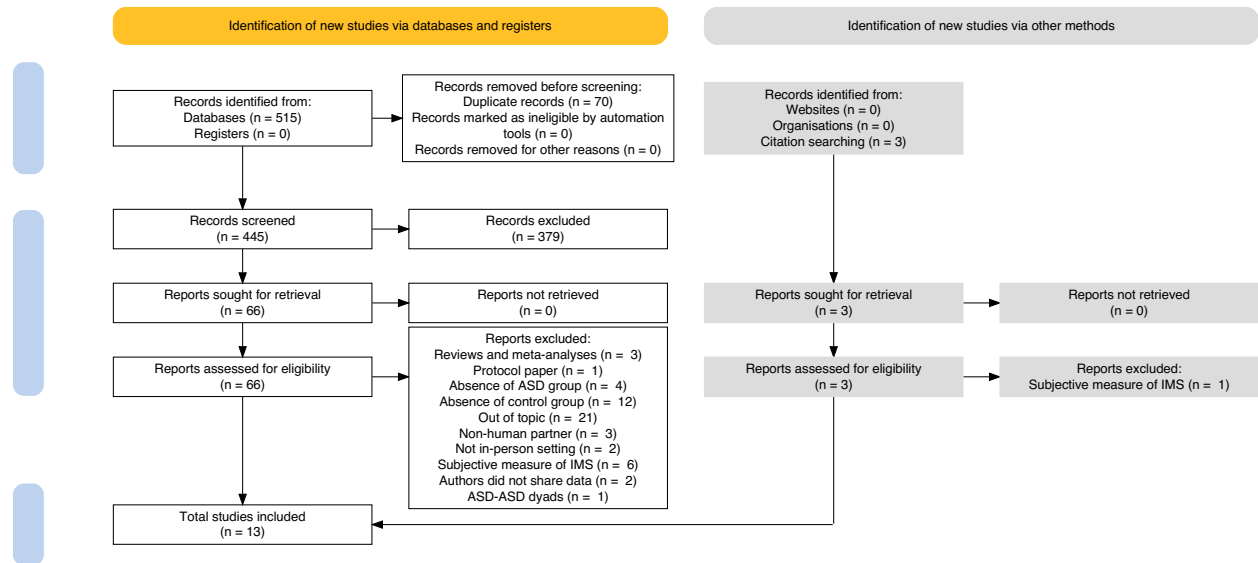 Identification of new studies via databases and registers
Identification of new studies via other methods
Records identified from:
Databases (n = 515)
Registers (n = 0)
Records removed before screening:
Duplicate records (n = 70)
Records marked as ineligible by automation
tools (n = 0)
Records removed for other reasons (n = 0)
Records identified from:
Websites (n = 0)
Organisations (n = 0)
Citation searching (n = 3)
Records screened
(n = 445)
Records excluded
(n = 379)
Reports sought for retrieval
(n = 66)
Reports not retrieved
(n = 0)
Reports sought for retrieval
(n = 3)
Reports not retrieved
(n = 0)
Reports assessed for eligibility
(n = 66)
Reports excluded:
Reviews and meta-analyses (n = 3)
Protocol paper (n = 1)
Absence of ASD group (n = 4)
Absence of control group (n = 12)
Out of topic (n = 21)
Non-human partner (n = 3)
Not in-person setting (n = 2)
Subjective measure of IMS (n = 6)
Authors did not share data (n = 2)
ASD-ASD dyads (n = 1)
Reports assessed for eligibility
(n = 3)
Reports excluded:
Subjective measure of IMS (n = 1)
Total studies included
(n = 13)